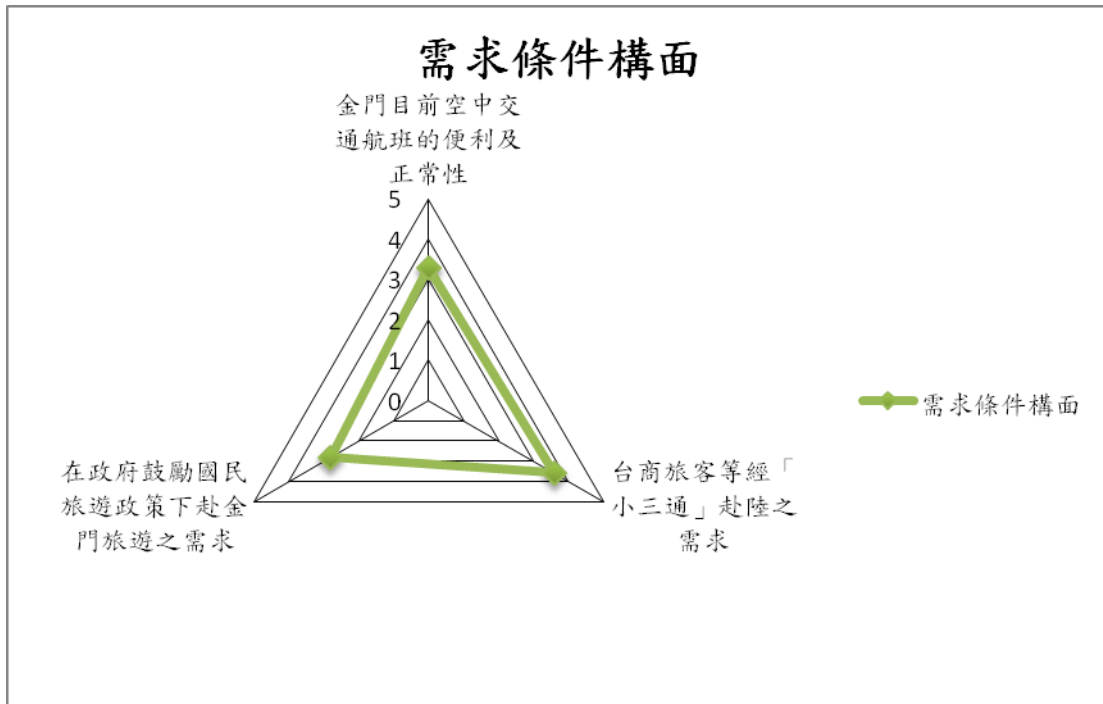 需求條件構面
金門目前空中交
通航班的便利及
正常性
5
4
3
2
1
0
需求條件構面
在政府鼓勵國民
旅遊政策下赴金
門旅遊之需求
台商旅客等經「
小三通」赴陸之
需求